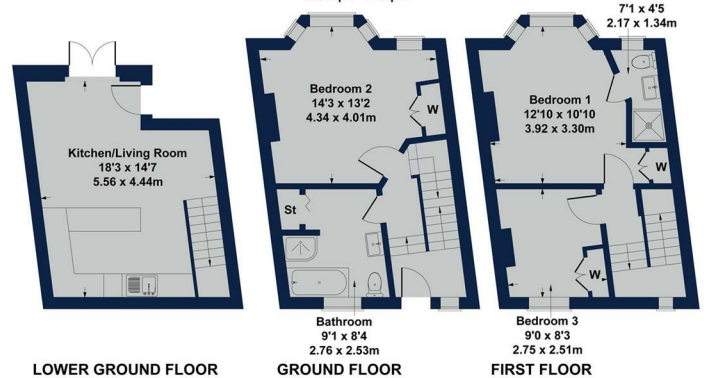 7'1 x 4'5
2.17 x 1.34m
Bedroom 2
14'3 x 13'2
4.34 x 4.01m
W
Bedroom 1
12'10 x 10'10
3.92 x 3.30m
W
Kitchen/Living Room
18'3 x 14'7
5.56 x 4.44m
St
W
Bathroom
9'1 x 8'4
2.76 x 2.53m
Bedroom 3
9'0 x 8'3
2.75 x 2.51m
LOWER GROUND FLOOR
GROUND FLOOR
FIRST FLOOR